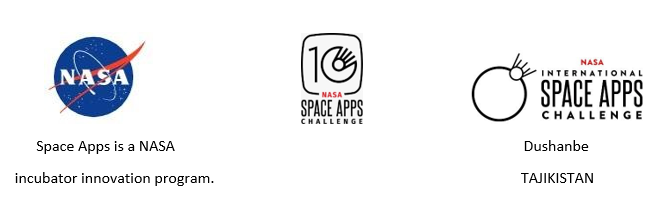 NASA
Space Apps is a NASA
incubator innovation program.
10
NASA
SPACE APPS
CHALLENGE
NASA
INTERNATIONAL
SPACE APPS
CHALLENGE
Dushanbe
TAJIKISTAN